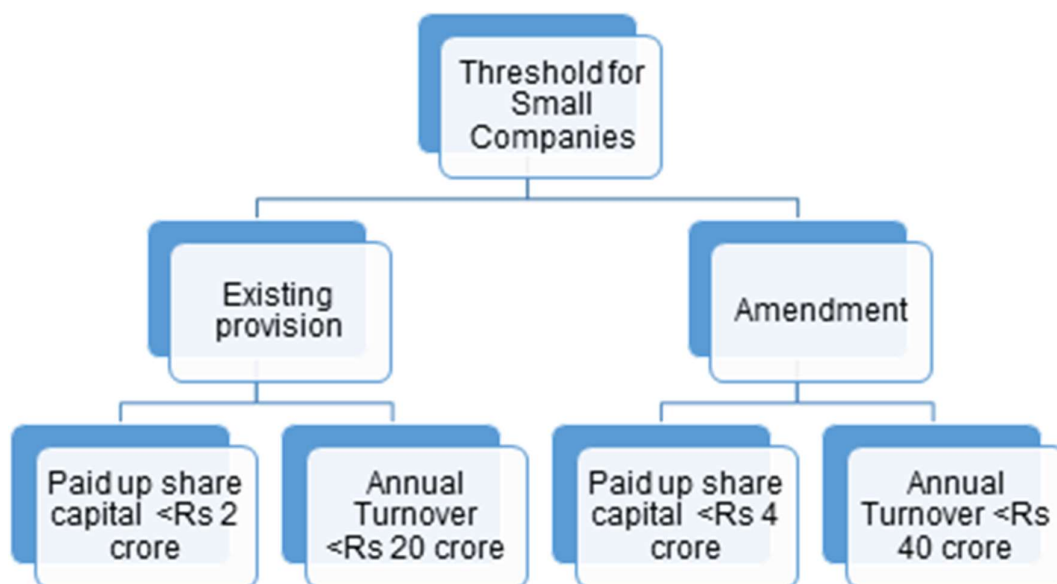 Threshold for
Small
Companies
Existing
provision
Amendment
Paid up share
capital <Rs 2
crore
Annual
Turnover
<Rs 20 crore
Paid up share
capital <Rs 4
crore
Annual
Turnover <Rs
40 crore